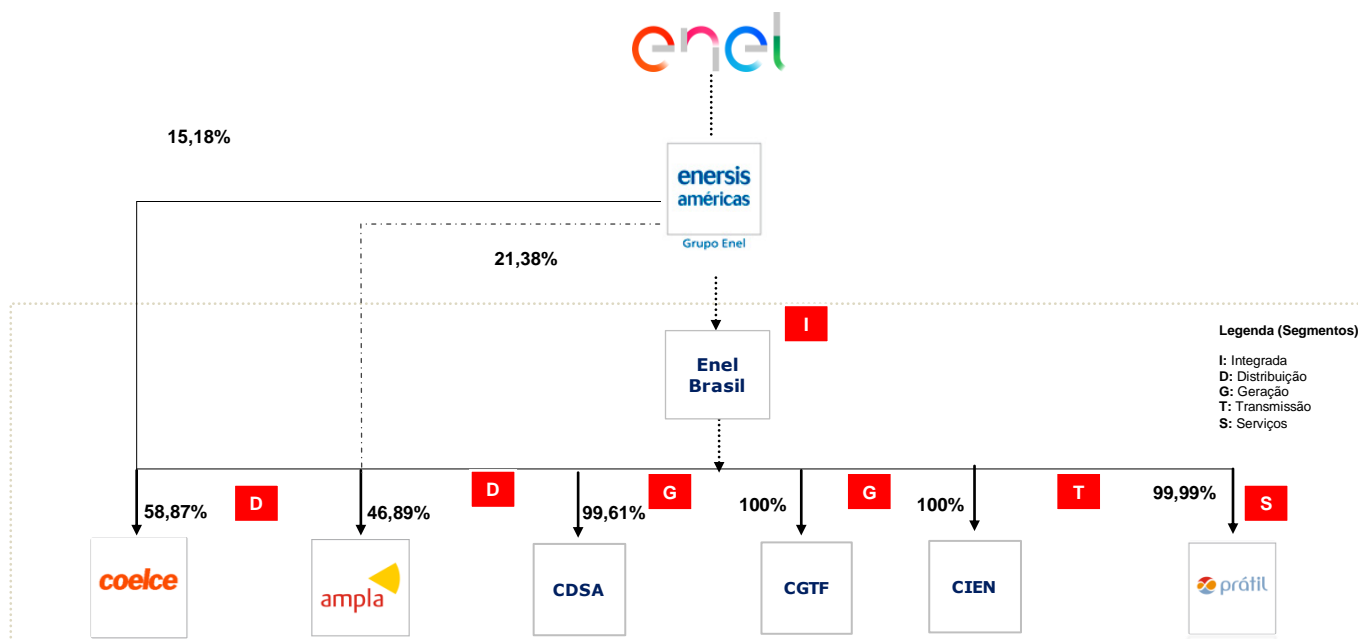 enel
15,18%
enersis
américas
Grupo Enel
21,38%
I
Enel
Brasil
Legenda (Segmentos)
I: Integrada
D: Distribuição
G: Geração
T: Transmissão
S: Serviços
58,87%
D
46,89%
D
99,61%
G
100%
G
100%
T
99,99%
S
coelce
ampla
CDSA
CGTF
CIEN
prátil